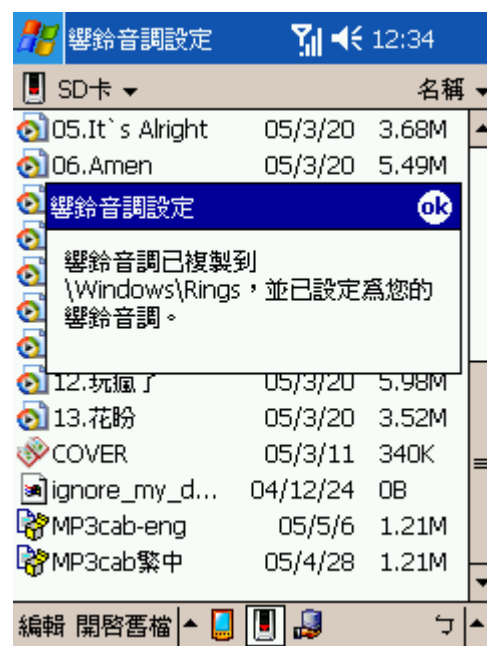 響鈴音調設定 12:34
SD卡 名稱
05.It`s Alright 05/3/20 3.68M
06.Amen 05/3/20 5.49M
響鈴音調設定 ok
響鈴音調已複製到
\Windows\Rings,並已設定為您的
響鈴音調。
12.玩瘋了 05/3/20 5.98M
13.花盼 05/3/20 3.52M
COVER 05/3/11 340K
ignore_my_d... 04/12/24 0B
MP3cab-eng 05/5/6 1.21M
MP3cab繁中 05/4/28 1.21M
編輯 開啓舊檔 ㄅ